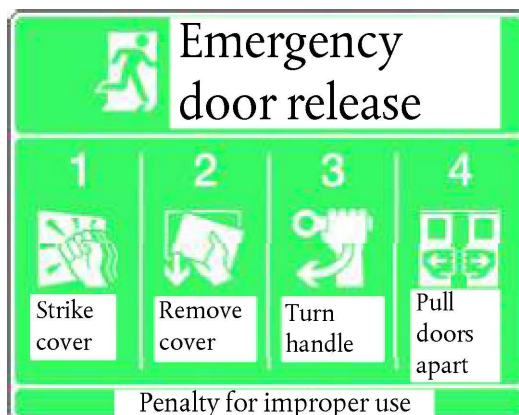 Emergency
door release
1
2
3
4
Strike
cover
Remove
cover
Turn
handle
Pull
doors
apart
Penalty for improper use